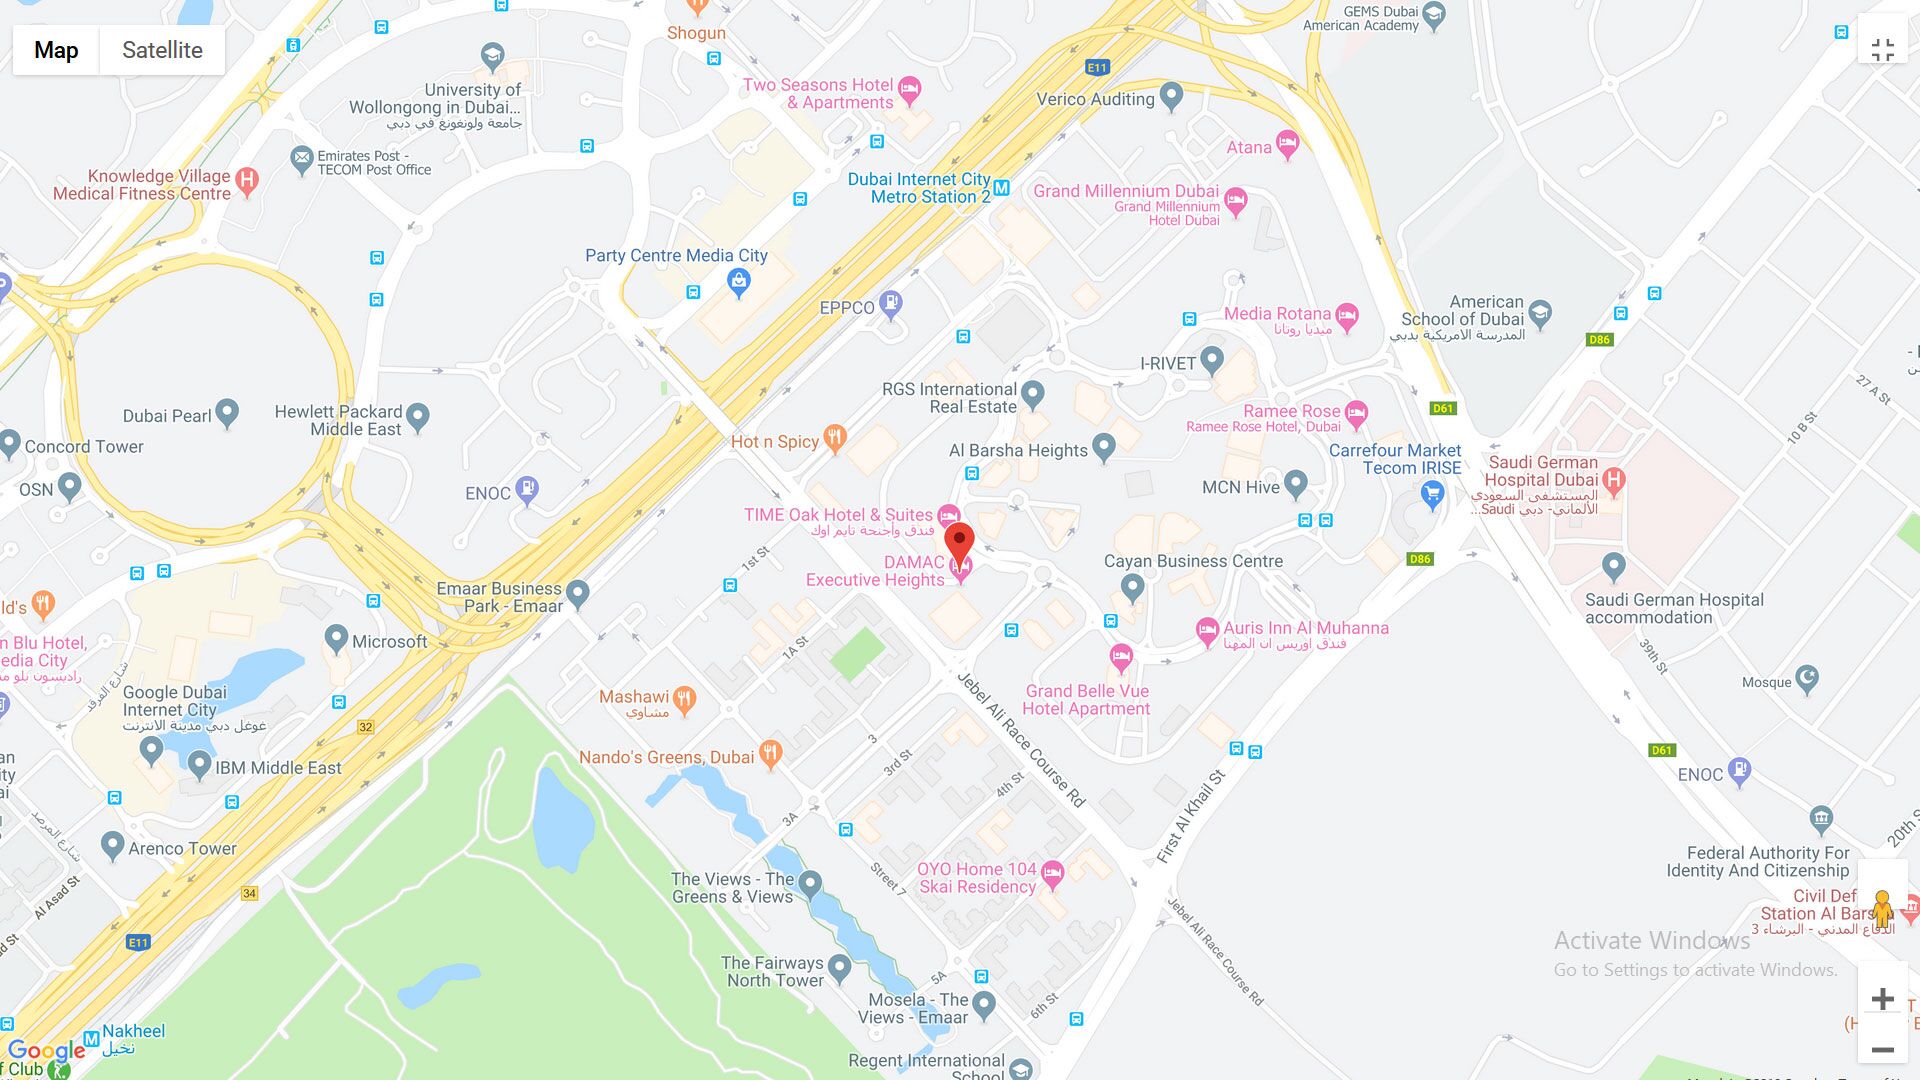 Map
Satellite
Shogun
GEMS Dubai
American Academy
E11
University of
Wollongong in Dubai...
جامعة ولونغونغ في دبي
Two Seasons Hotel
& Apartments
Verico Auditing
Atana
Emirates Post -
TECOM Post Office
Knowledge Village
Medical Fitness Centre
Dubai Internet City
Metro Station 2
Grand Millennium Dubai
Grand Millennium
Hotel Dubai
Party Centre Media City
EPPCO
Media Rotana
ميديا روتانا
American
School of Dubai
المدرسة الامريكية بدبي
D86
I-RIVET
RGS International
Real Estate
27 A St
10 B St
Dubai Pearl
Hewlett Packard
Middle East
Concord Tower
Hot n Spicy
Al Barsha Heights
Ramee Rose
Ramee Rose Hotel, Dubai
D61
Carrefour Market
Tecom IRISE
Saudi German
Hospital Dubai
المستشفى السعودي
الألماني- دبي Saudi...
OSN
ENOC
MCN Hive
TIME Oak Hotel & Suites
فندق وأجنحة تايم اوك
DAMAC
Executive Heights
1st St
Cayan Business Centre
D86
Emaar Business
Park - Emaar
Saudi German Hospital
accommodation
ld's
n Blu Hotel,
edia City
Microsoft
شارع الغرقد
1A St
Auris Inn Al Muhanna
فندق اوريس ان المهنا
39th St
Mosque
Google Dubai
Internet City
غوغل دبي مدينة الانترنت
32
Mashawi
مشاوي
Jebel Ali Race Course Rd
Grand Belle Vue
Hotel Apartment
IBM Middle East
Nando's Greens, Dubai
3
3rd St
4th St
D61
ENOC
First Al Khail St
شارع المرصد
Arenco Tower
3A
20th S
Federal Authority For
Identity And Citizenship
34
Al Asad St
The Views - The
Greens & Views
Street 7
OYO Home 104
Skai Residency
Jebel Ali Race Course Rd
Civil Def
Station Al Bars
الدفاع المدني - البرشاء 3
E11
Activate Windows
Go to Settings to activate Windows.
The Fairways
North Tower
5A
6th St
Mosela - The
Views - Emaar
Nakheel
نخيل
Google
f Club
Regent International
School